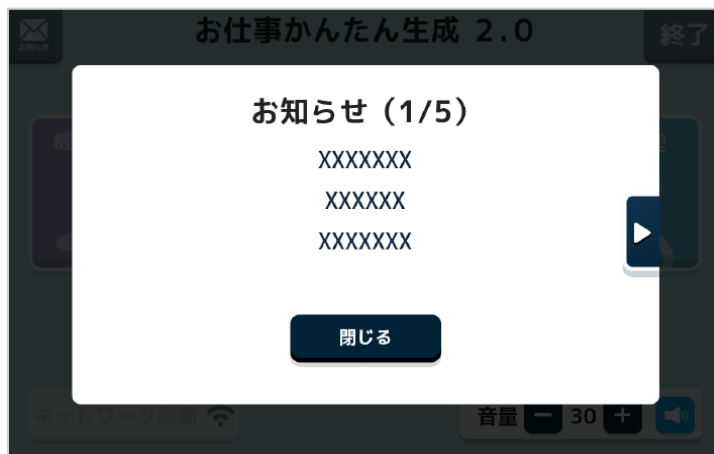 お知らせ
お仕事かんたん生成 2.0
終了
お知らせ（1/5）
XXXXXXX
XXXXXX
XXXXXXX
閉じる
ネットワーク診断
音量 － 30 ＋